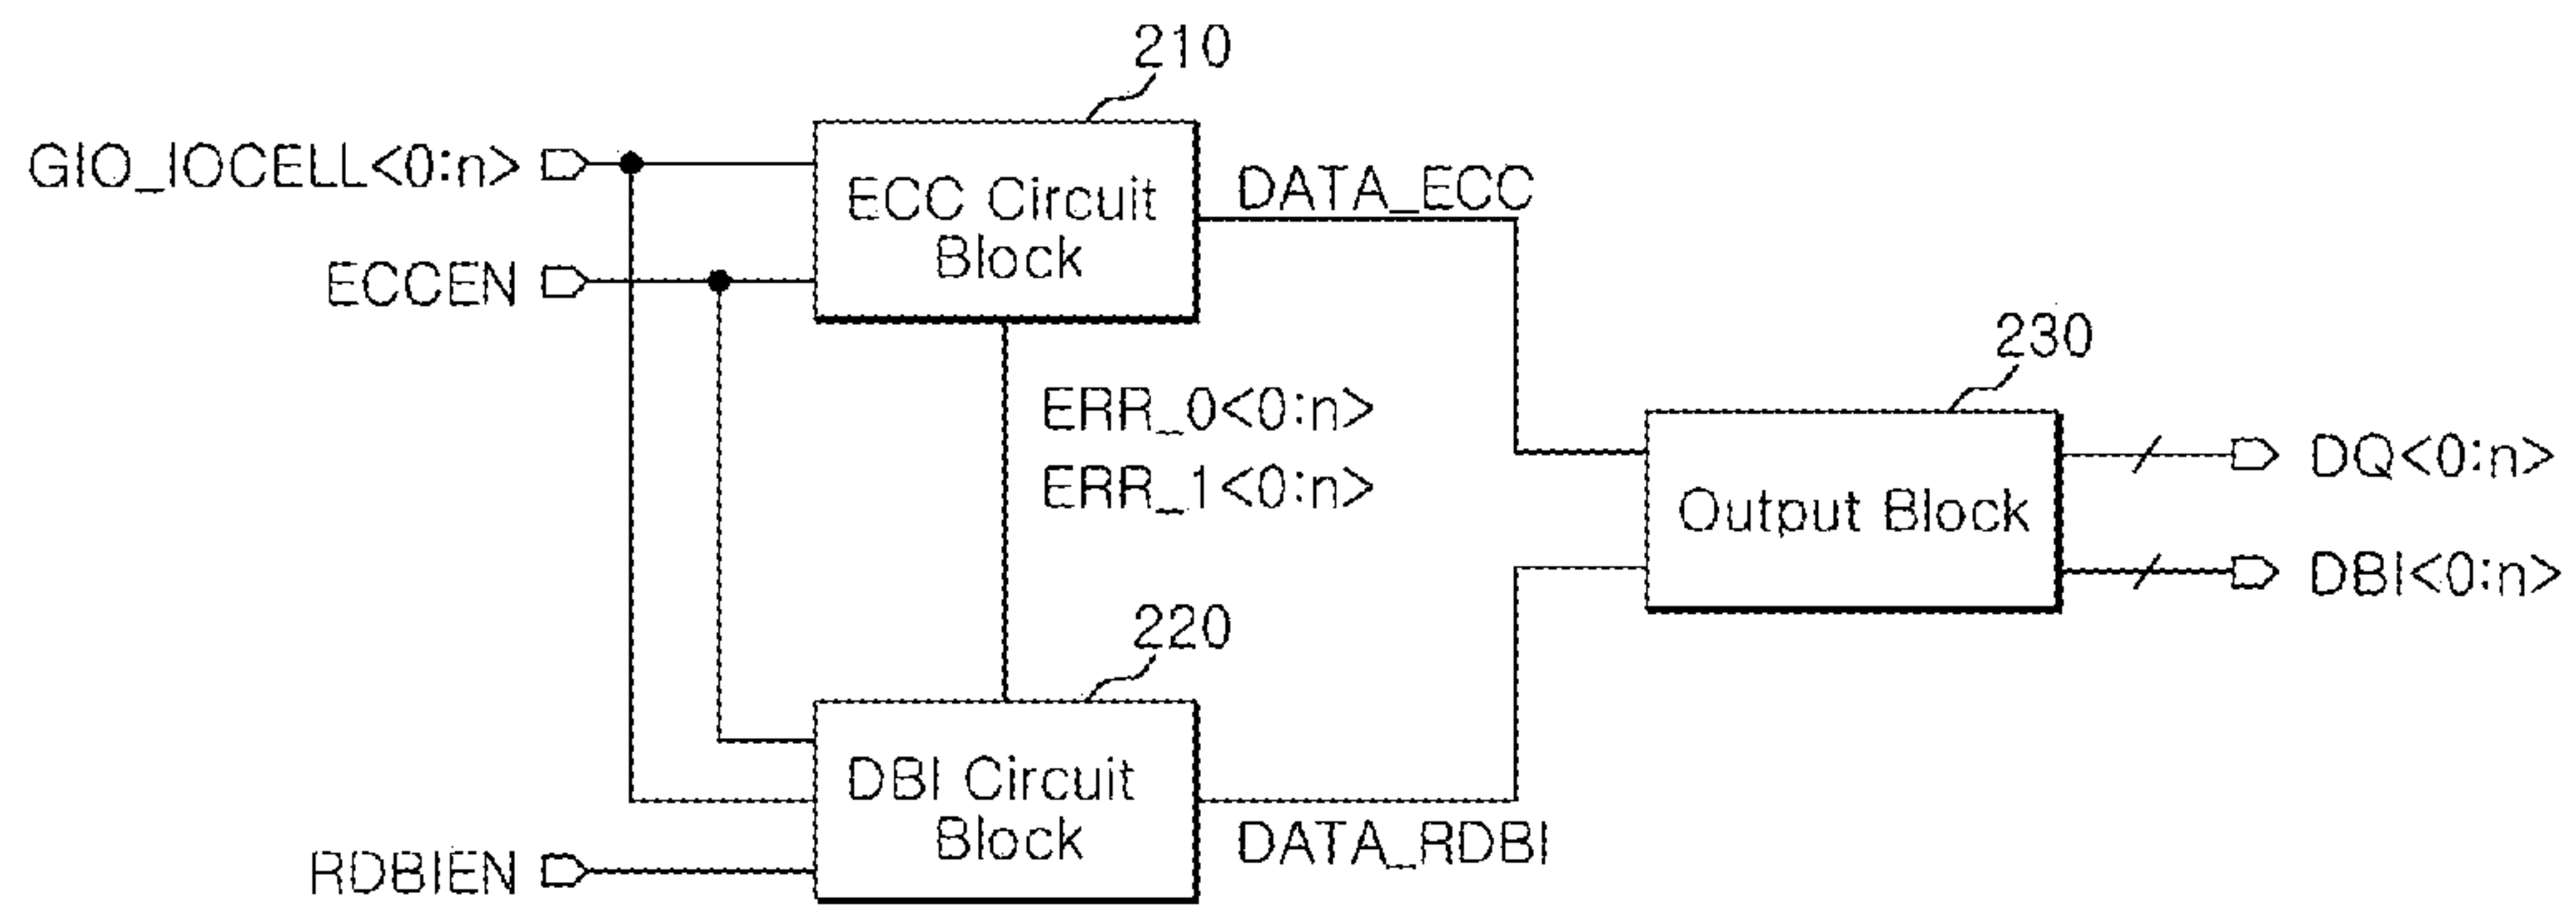 210
GIO_IOCELL<0:n>
ECC Circuit
Block
DATA_ECC
ECCEN
230
ERR_0<0:n>
ERR_1<0:n>
Output Block
DQ<0:n>
DBI<0:n>
220
DBI Circuit
Block
DATA_RDBI
RDBIEN